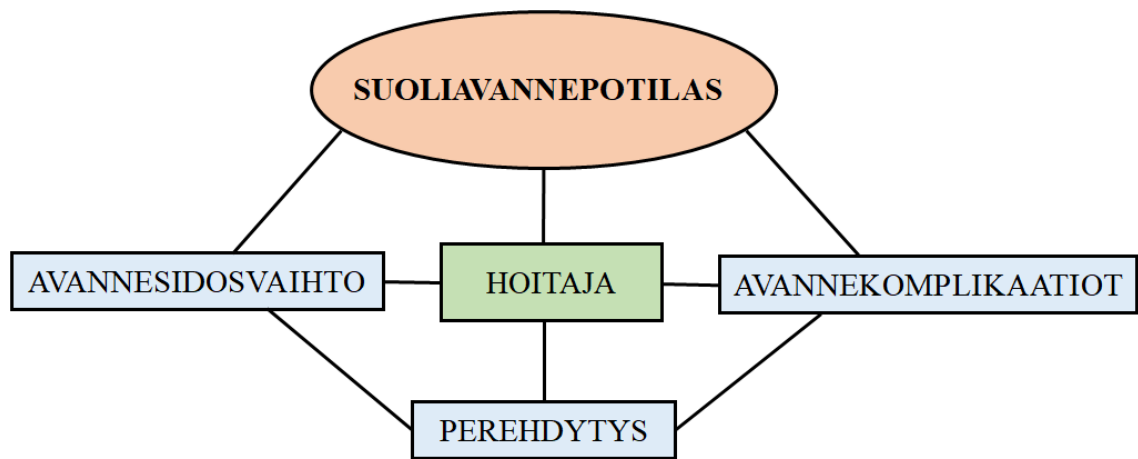 SUOLIAVANNEPOTILAS
AVANNESIDOSVAIHTO
HOITAJA
AVANNEKOMPLIKAATIOT
PEREHDYTYS